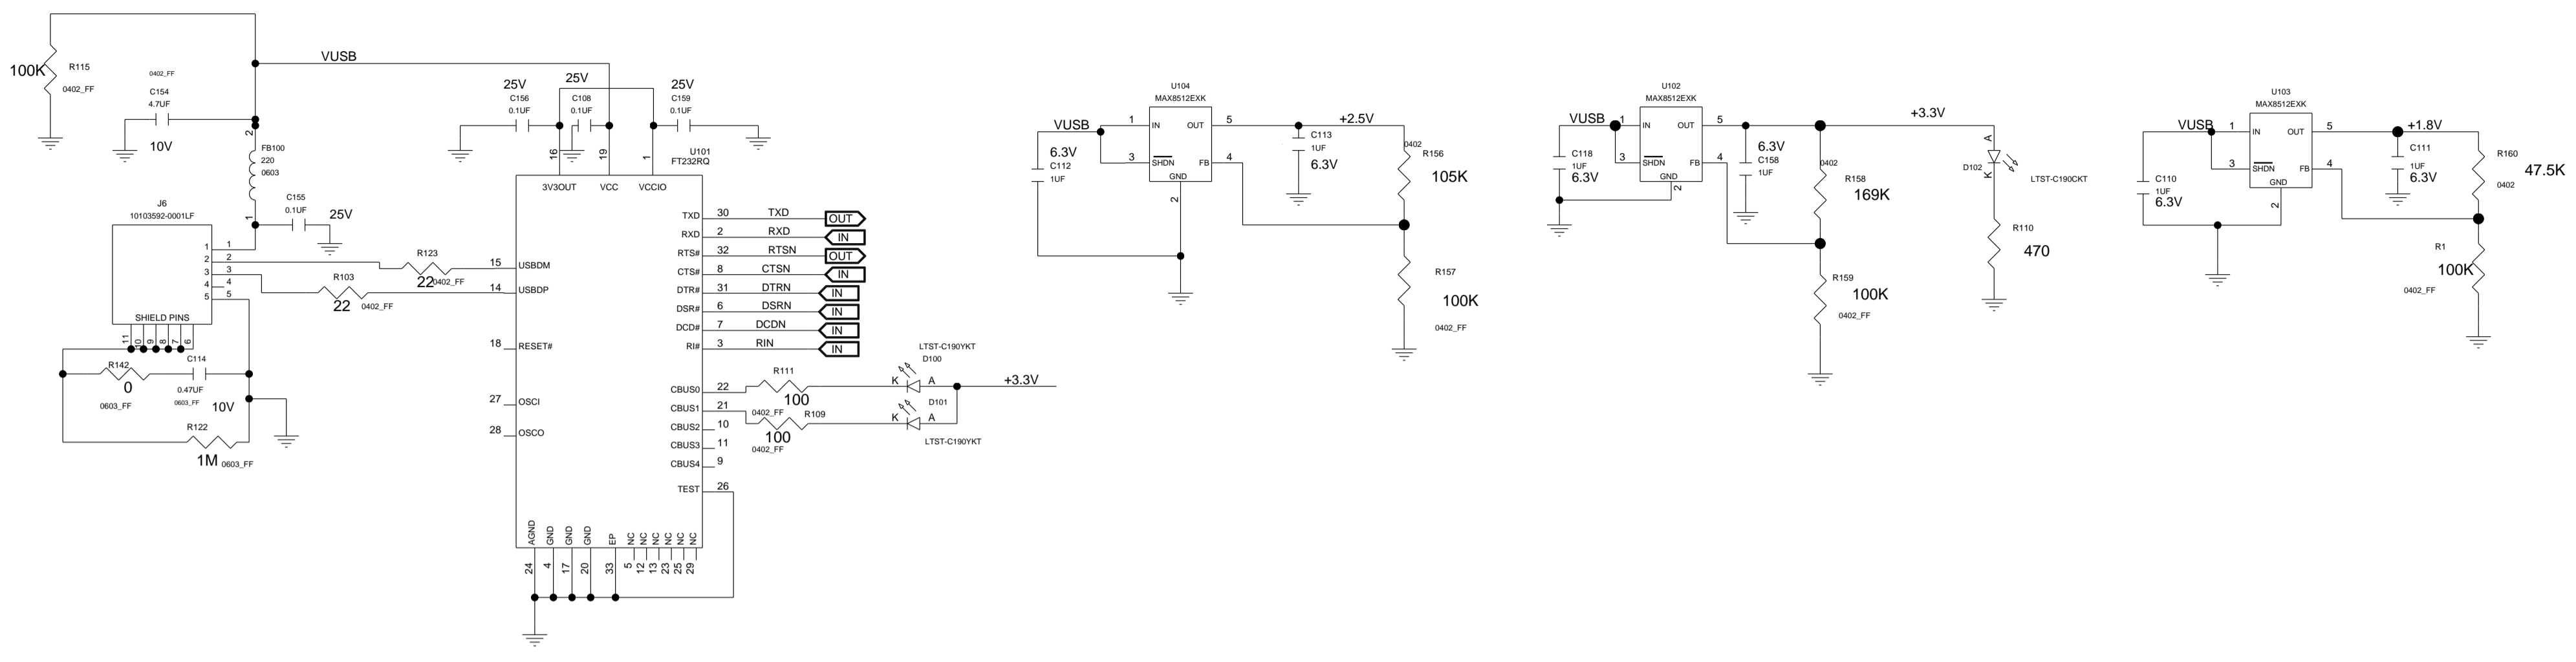 100K
R115
0402_FF
0402_FF
C154
4.7UF
10V
VUSB
2
FB100
220
0603
1
C155
0.1UF
25V
J6
10103592-0001LF
1
2
3
4
5
1
2
3
4
5
SHIELD PINS
11
10
9
8
7
6
R142
0
0603_FF
C114
0.47UF
0603_FF
10V
R122
1M
0603_FF
R123
22
0402_FF
R103
22
0402_FF
25V
C156
0.1UF
25V
C108
0.1UF
25V
C159
0.1UF
U101
FT232RQ
16
19
1
3V3OUT
VCC
VCCIO
15
USBDM
14
USBDP
18
RESET#
27
OSCI
28
OSCO
TXD
30
TXD
OUT
RXD
2
RXD
IN
RTS#
32
RTSN
OUT
CTS#
8
CTSN
IN
DTR#
31
DTRN
IN
DSR#
6
DSRN
IN
DCD#
7
DCDN
IN
RI#
3
RIN
IN
CBUS0
22
CBUS1
21
CBUS2
10
CBUS3
11
CBUS4
9
TEST
26
R111
100
0402_FF
R109
100
0402_FF
LTST-C190YKT
D100
K
A
+3.3V
D101
K
A
LTST-C190YKT
AGND
GND
GND
GND
EP
NC
NC
NC
NC
NC
NC
24
4
17
20
33
5
12
13
23
25
29
U104
MAX8512EXK
VUSB
6.3V
C112
1UF
1
IN
OUT
5
3
SHDN
FB
4
GND
2
C113
1UF
6.3V
+2.5V
0402
R156
105K
R157
100K
0402_FF
U102
MAX8512EXK
VUSB
C118
1UF
6.3V
1
IN
OUT
5
3
SHDN
FB
4
GND
2
6.3V
C158
1UF
0402
R158
169K
R159
100K
0402_FF
+3.3V
A
D102
K
LTST-C190CKT
R110
470
U103
MAX8512EXK
VUSB
C110
1UF
6.3V
1
IN
OUT
5
3
SHDN
FB
4
GND
2
+1.8V
C111
1UF
6.3V
R160
47.5K
0402
R1
100K
0402_FF